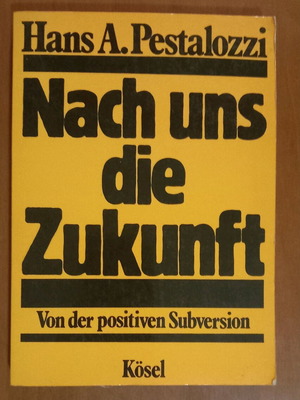 Hans A. Pestalozzi
Nach uns
die
Zukunft
Von der positiven Subversion
Kösel